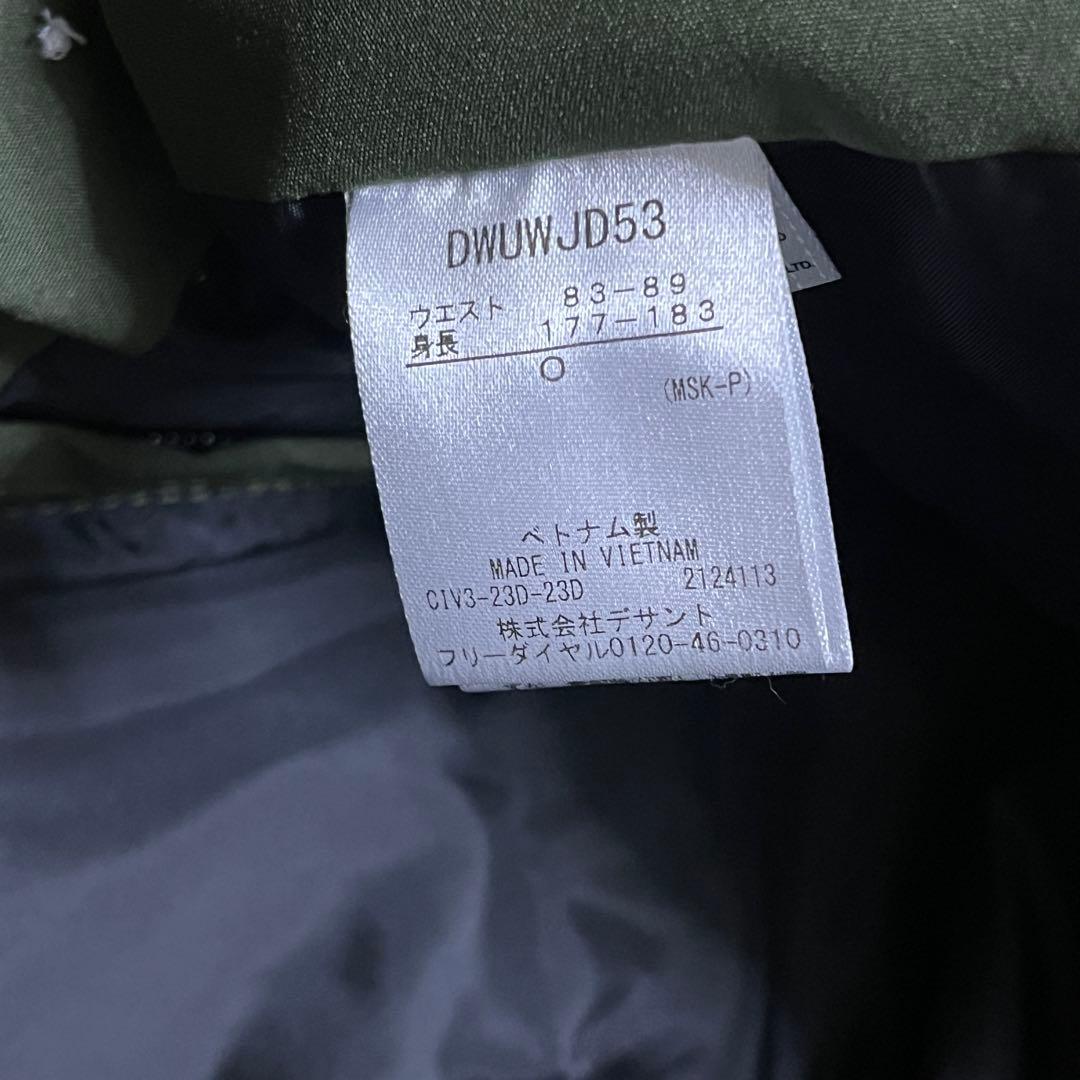 DWUWJD53
ウエスト 83-89
身長 177-183
O
(MSK-P)
ベトナム製
MADE IN VIETNAM
CIV3-23D-23D 2124113
株式会社デサント
フリーダイヤル0120-46-0310
LTD.